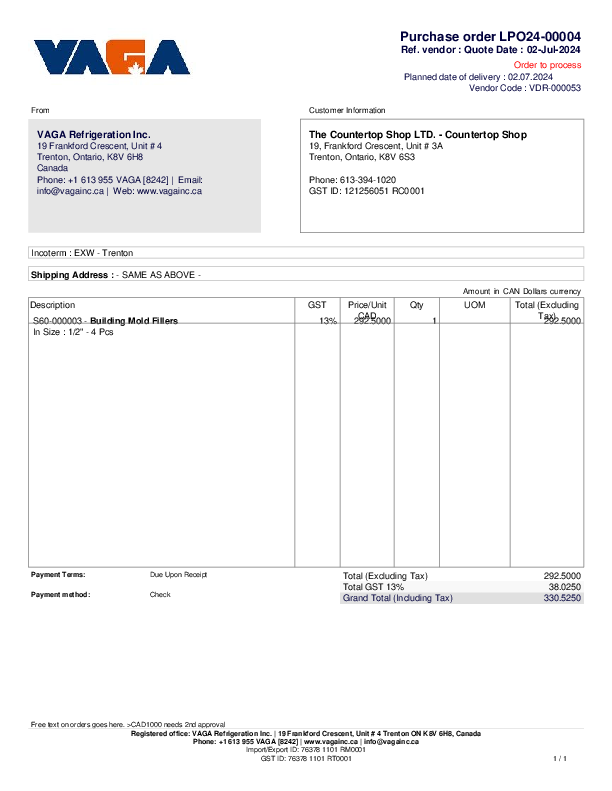 VAGA
Purchase order LPO24-00004
Ref. vendor : Quote Date : 02-Jul-2024
Order to process
Planned date of delivery : 02.07.2024
Vendor Code : VDR-000053
From
Customer Information
VAGA Refrigeration Inc.
19 Frankford Crescent, Unit # 4
Trenton, Ontario, K8V 6H8
Canada
Phone: +1 613 955 VAGA [8242] | Email:
info@vagainc.ca | Web: www.vagainc.ca
The Countertop Shop LTD. - Countertop Shop
19, Frankford Crescent, Unit # 3A
Trenton, Ontario, K8V 6S3
Phone: 613-394-1020
GST ID: 121256051 RC0001
Incoterm : EXW - Trenton
Shipping Address : - SAME AS ABOVE -
Amount in CAN Dollars currency
Description GST Price/Unit CAD Qty UOM Total (Excluding Tax)
S60-000003 - Building Mold Fillers 13% 292.5000 1 292.5000
In Size : 1/2" - 4 Pcs
Payment Terms: Due Upon Receipt
Payment method: Check
Total (Excluding Tax) 292.5000
Total GST 13% 38.0250
Grand Total (Including Tax) 330.5250
Free text on orders goes here. >CAD1000 needs 2nd approval
Registered office: VAGA Refrigeration Inc. | 19 Frankford Crescent, Unit # 4 Trenton ON K8V 6H8, Canada
Phone: +1 613 955 VAGA [8242] | www.vagainc.ca | info@vagainc.ca
Import/Export ID: 76378 1101 RM0001
GST ID: 76378 1101 RT0001
1 / 1